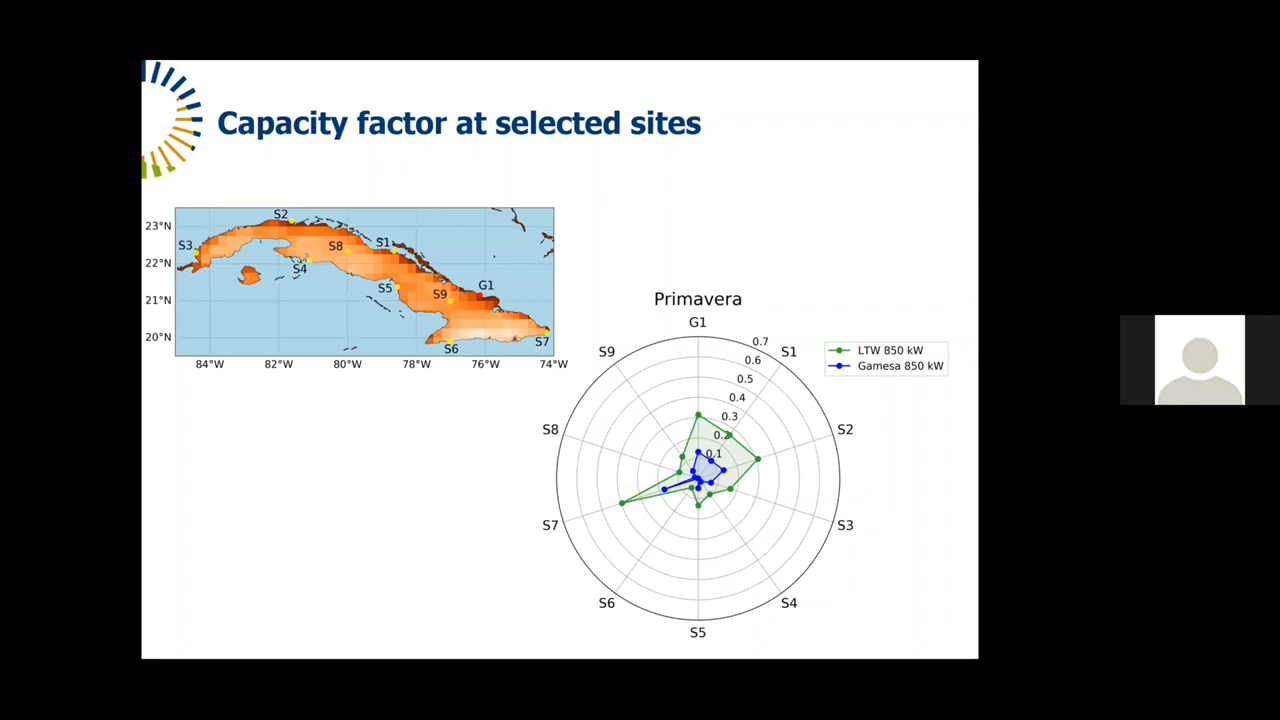 Capacity factor at selected sites
23°N
22°N
21°N
20°N
84°W
82°W
80°W
78°W
76°W
74°W
S2
S3
S8
S1
S4
S5
S9
G1
S6
S7
Primavera
G1
S1
S2
S3
S4
S5
S6
S7
S8
S9
0.7
0.6
0.5
0.4
0.3
0.2
0.1
LTW 850 kW
Gamesa 850 kW